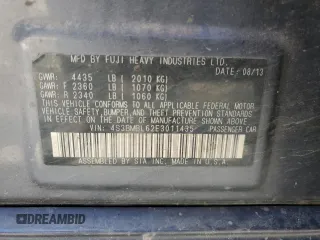 MFD BY FUJI HEAVY INDUSTRIES LTD.
DATE: 08/13
GVWR: 4435 LB ( 2010 KG)
GAWR: F 2360 LB ( 1070 KG)
GAWR: R 2340 LB ( 1060 KG)
THIS VEHICLE CONFORMS TO ALL APPLICABLE FEDERAL MOTOR VEHICLE
SAFETY, BUMPER, AND THEFT PREVENTION STANDARDS IN EFFECT ON THE
DATE OF MANUFACTURE SHOWN ABOVE.
VIN: PASSENGER CAR
ASSEMBLED BY SIA MADE IN U.S.A.
DREAMBID